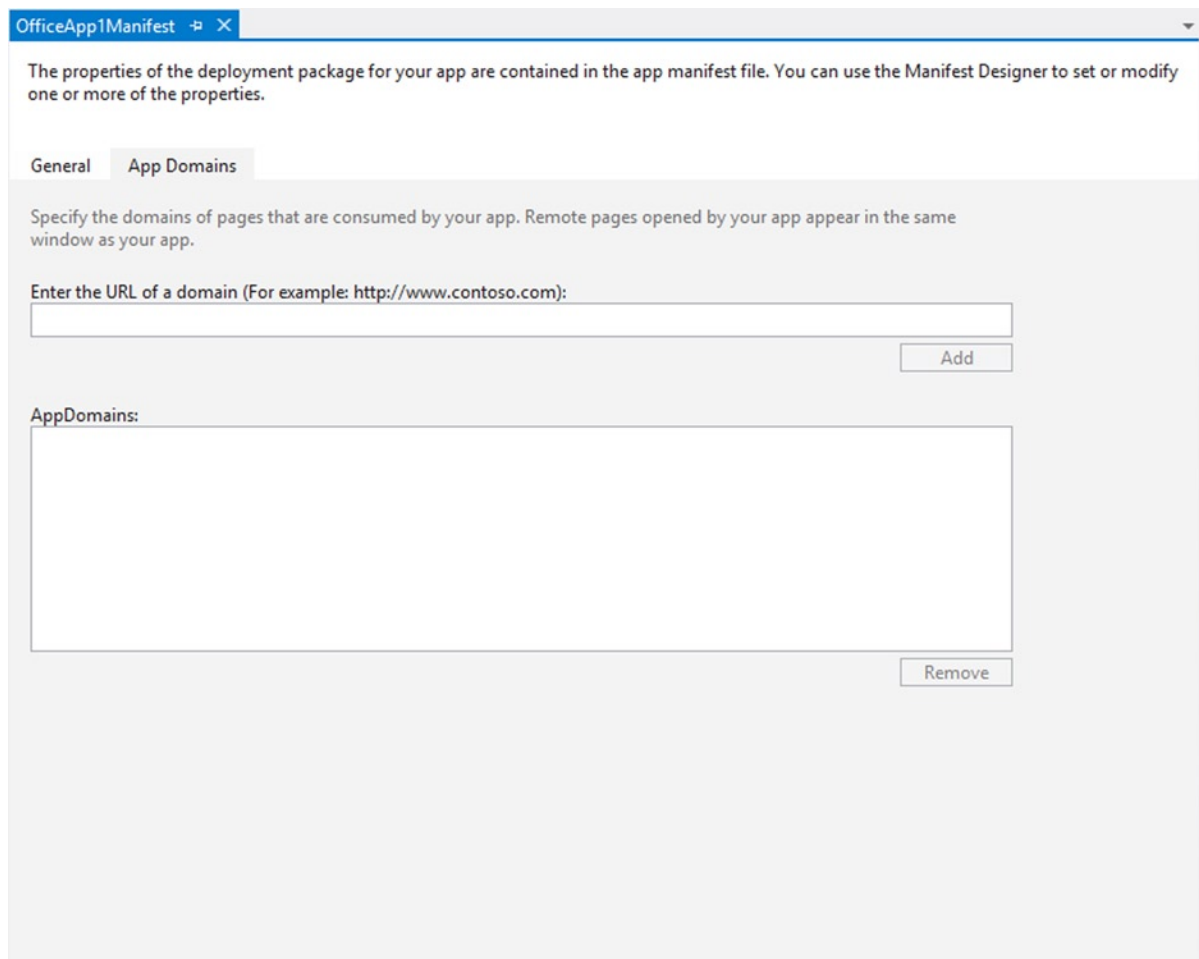 OfficeApp1Manifest
The properties of the deployment package for your app are contained in the app manifest file. You can use the Manifest Designer to set or modify
one or more of the properties.
General App Domains
Specify the domains of pages that are consumed by your app. Remote pages opened by your app appear in the same
window as your app.
Enter the URL of a domain (For example: http://www.contoso.com):
Add
AppDomains:
Remove